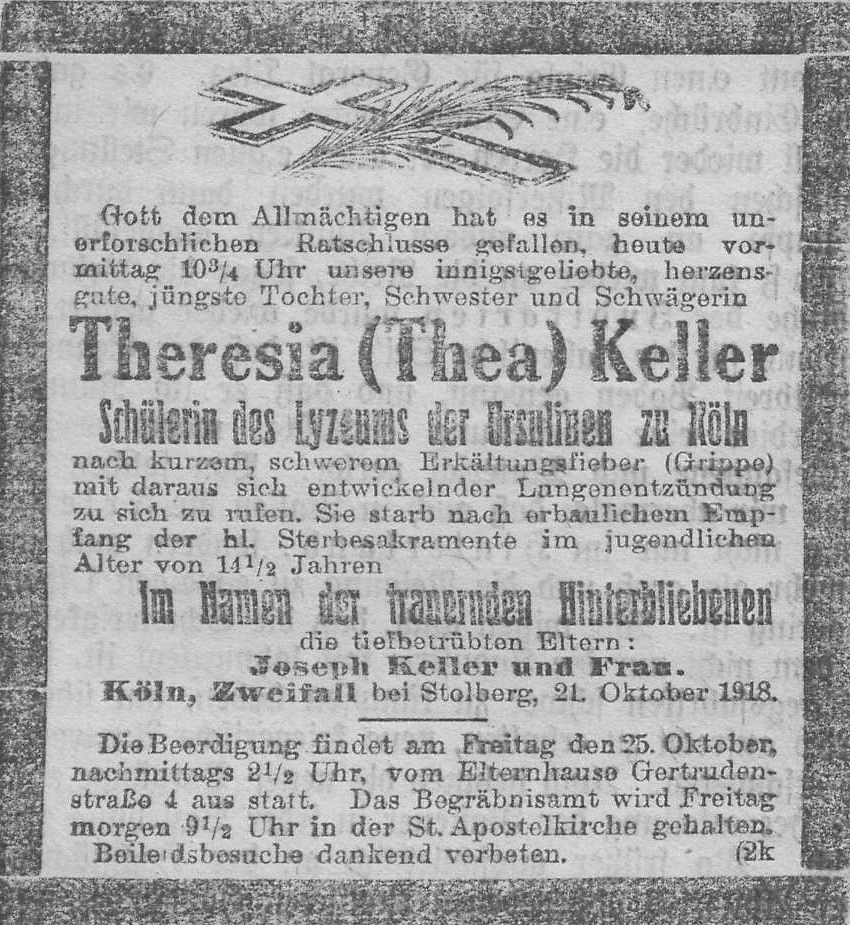 Gott dem Allmächtigen hat es in seinem un-
erforschlichen Ratschlusse gefallen, heute vor-
mittag 10¾ Uhr unsere innigstgeliebte, herzens-
gute, jüngste Tochter, Schwester und Schwägerin
Theresia (Thea) Keller
Schülerin des Lyzeums der Ursulinen zu Köln
nach kurzem, schwerem Erkältungsfieber (Grippe)
mit daraus sich entwickelnder Lungenentzündung
zu sich zu rufen. Sie starb nach erbaulichem Emp-
fang der hl. Sterbesakramente im jugendlichen
Alter von 14½ Jahren
Im Namen der trauernden Hinterbliebenen
die tiefbetrübten Eltern:
Joseph Keller und Frau.
Köln, Zweifall bei Stolberg, 21. Oktober 1918.
Die Beerdigung findet am Freitag den 25. Oktober,
nachmittags 2½ Uhr, vom Elternhause Gertruden-
straße 4 aus statt. Das Begräbnisamt wird Freitag
morgen 9½ Uhr in der St. Apostelkirche gehalten.
Beileidsbesuche dankend verbeten. (2k